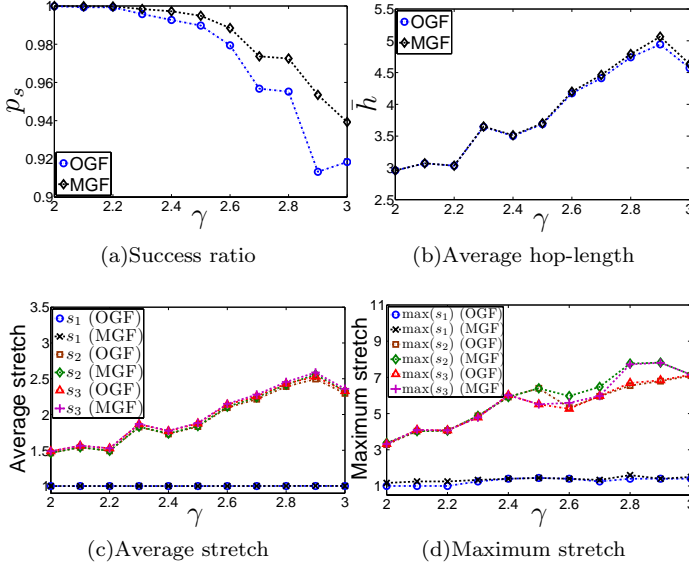 1
0.98
0.96
0.94
0.92
0.9
p_s
OGF
MGF
2
2.2
2.4
2.6
2.8
3
γ
(a)Success ratio
5.5
5
4.5
4
3.5
3
2.5
h̄
OGF
MGF
2
2.2
2.4
2.6
2.8
3
γ
(b)Average hop-length
3.5
3
2.5
2
1.5
1
Average stretch
s₁ (OGF)
s₁ (MGF)
s₂ (OGF)
s₂ (MGF)
s₃ (OGF)
s₃ (MGF)
2
2.2
2.4
2.6
2.8
3
γ
(c)Average stretch
11
9
7
5
3
1
Maximum stretch
max(s₁) (OGF)
max(s₁) (MGF)
max(s₂) (OGF)
max(s₂) (MGF)
max(s₃) (OGF)
max(s₃) (MGF)
2
2.2
2.4
2.6
2.8
3
γ
(d)Maximum stretch